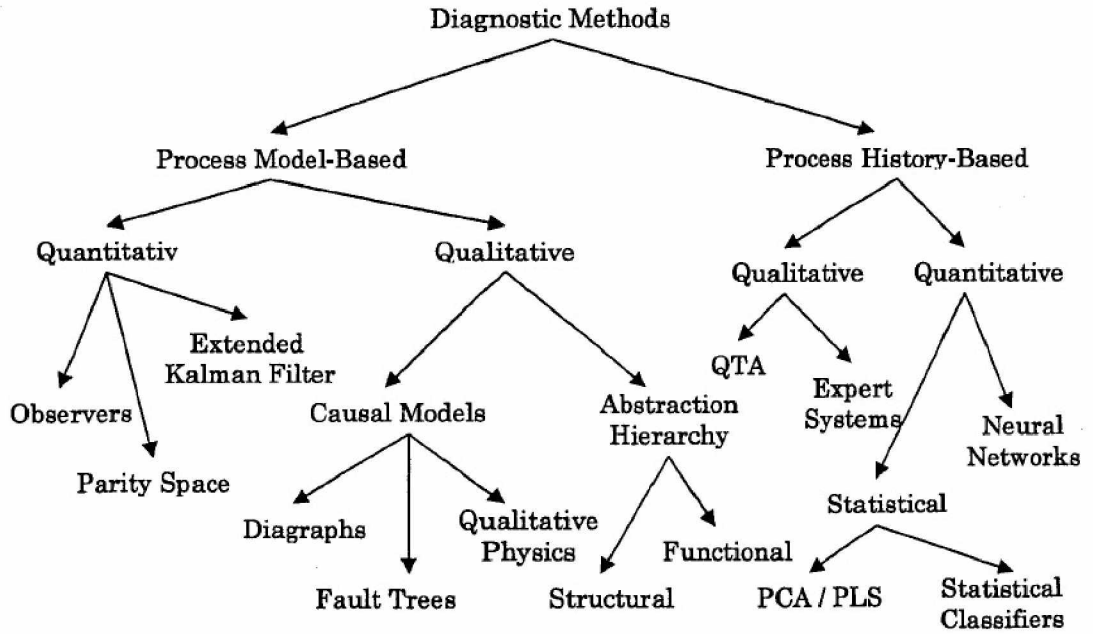 Diagnostic Methods
Process Model-Based
Process History-Based
Quantitativ
Qualitative
Qualitative
Quantitative
Extended
Kalman Filter
QTA
Observers
Causal Models
Abstraction
Hierarchy
Expert
Systems
Neural
Networks
Parity Space
Diagraphs
Qualitative
Physics
Functional
Statistical
Fault Trees
Structural
PCA / PLS
Statistical
Classifiers